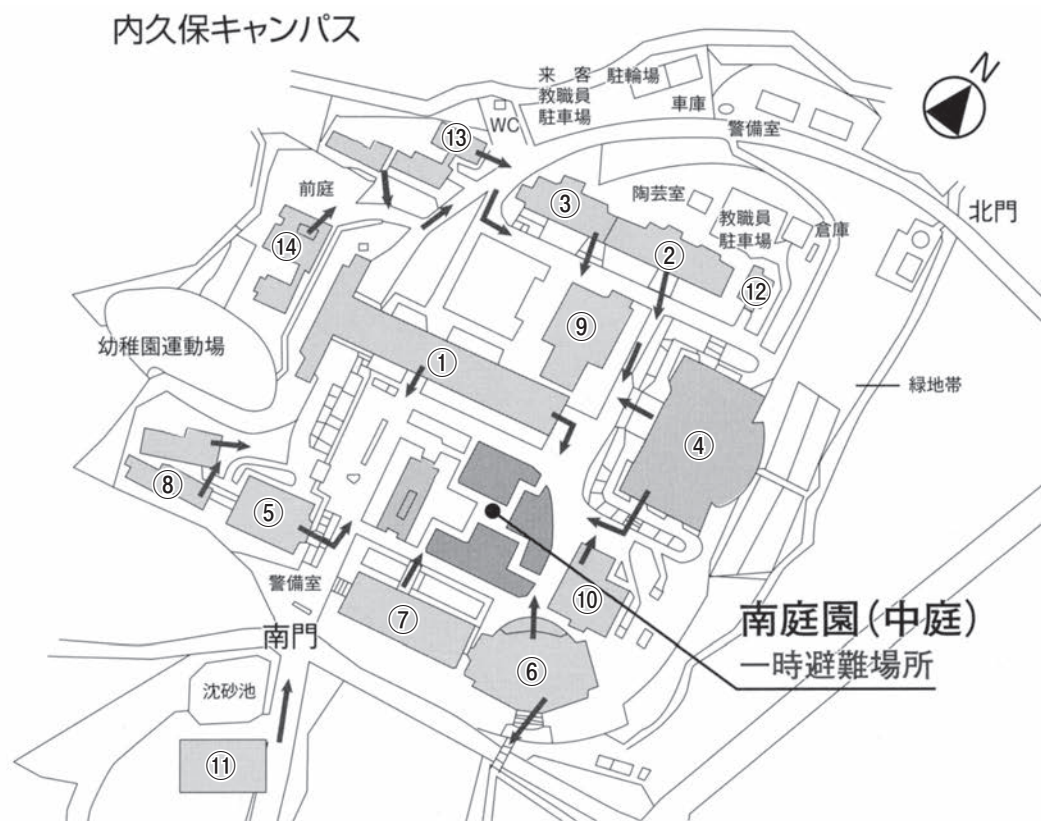 内久保キャンパス
N
来　客　駐輪場
教職員
駐車場
車庫
WC
警備室
⑬
前庭
③
陶芸室
北門
教職員
駐車場
倉庫
⑭
②
⑫
⑨
幼稚園運動場
①
緑地帯
④
⑧
⑤
警備室
⑩
南庭園(中庭)
一時避難場所
⑦
南門
⑥
沈砂池
⑪